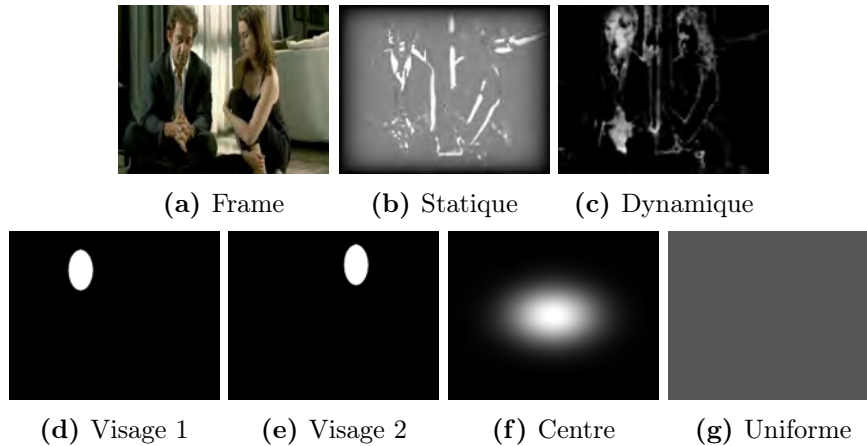 (a) Frame
(b) Statique
(c) Dynamique
(d) Visage 1
(e) Visage 2
(f) Centre
(g) Uniforme